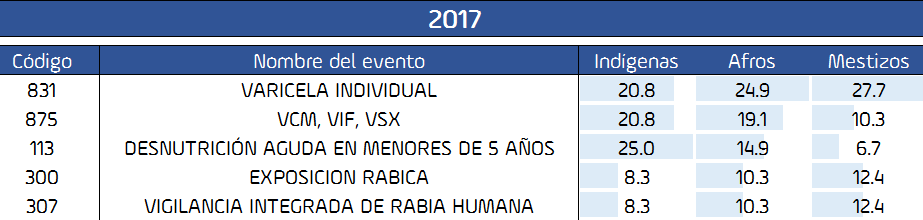 2017
Código Nombre del evento Indígenas Afros Mestizos
831 VARICELA INDIVIDUAL 20.8 24.9 27.7
875 VCM, VIF, VSX 20.8 19.1 10.3
113 DESNUTRICIÓN AGUDA EN MENORES DE 5 AÑOS 25.0 14.9 6.7
300 EXPOSICION RABICA 8.3 10.3 12.4
307 VIGILANCIA INTEGRADA DE RABIA HUMANA 8.3 10.3 12.4